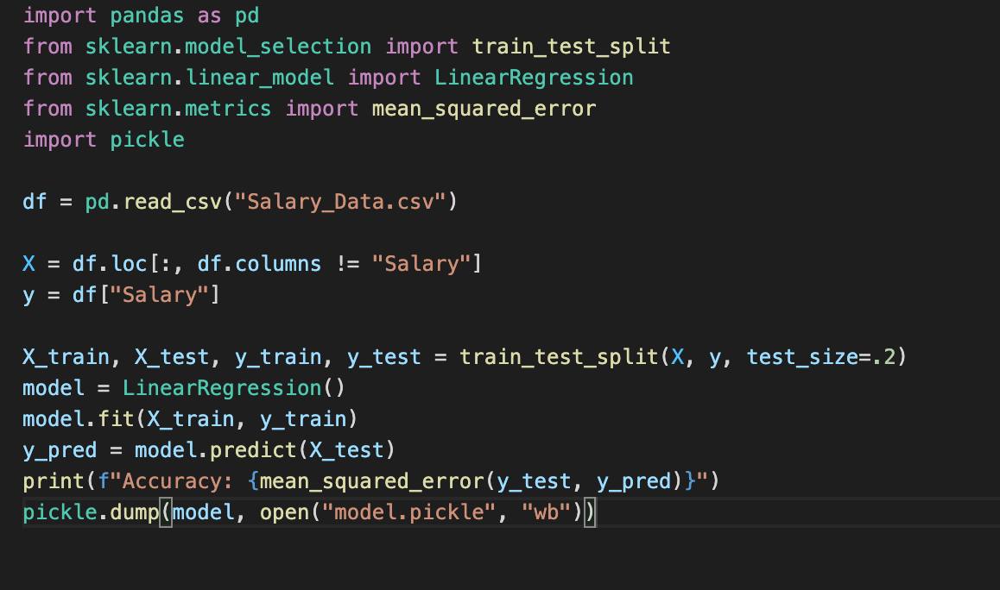 import pandas as pd
from sklearn.model_selection import train_test_split
from sklearn.linear_model import LinearRegression
from sklearn.metrics import mean_squared_error
import pickle
df = pd.read_csv("Salary_Data.csv")
X = df.loc[:, df.columns != "Salary"]
y = df["Salary"]
X_train, X_test, y_train, y_test = train_test_split(X, y, test_size=.2)
model = LinearRegression()
model.fit(X_train, y_train)
y_pred = model.predict(X_test)
print(f"Accuracy: {mean_squared_error(y_test, y_pred)}")
pickle.dump(model, open("model.pickle", "wb"))